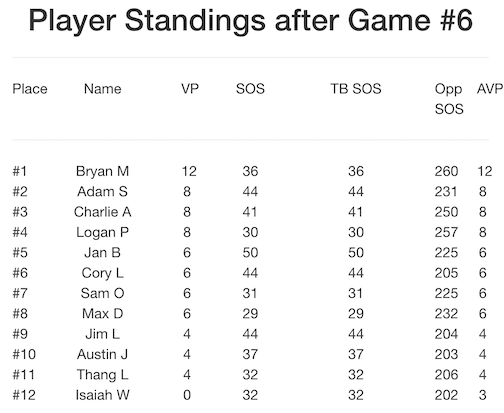 Player Standings after Game #6
Place Name VP SOS TB SOS Opp SOS AVP
#1 Bryan M 12 36 36 260 12
#2 Adam S 8 44 44 231 8
#3 Charlie A 8 41 41 250 8
#4 Logan P 8 30 30 257 8
#5 Jan B 6 50 50 225 6
#6 Cory L 6 44 44 205 6
#7 Sam O 6 31 31 225 6
#8 Max D 6 29 29 232 6
#9 Jim L 4 44 44 204 4
#10 Austin J 4 37 37 203 4
#11 Thang L 4 32 32 206 4
#12 Isaiah W 0 32 32 202 3